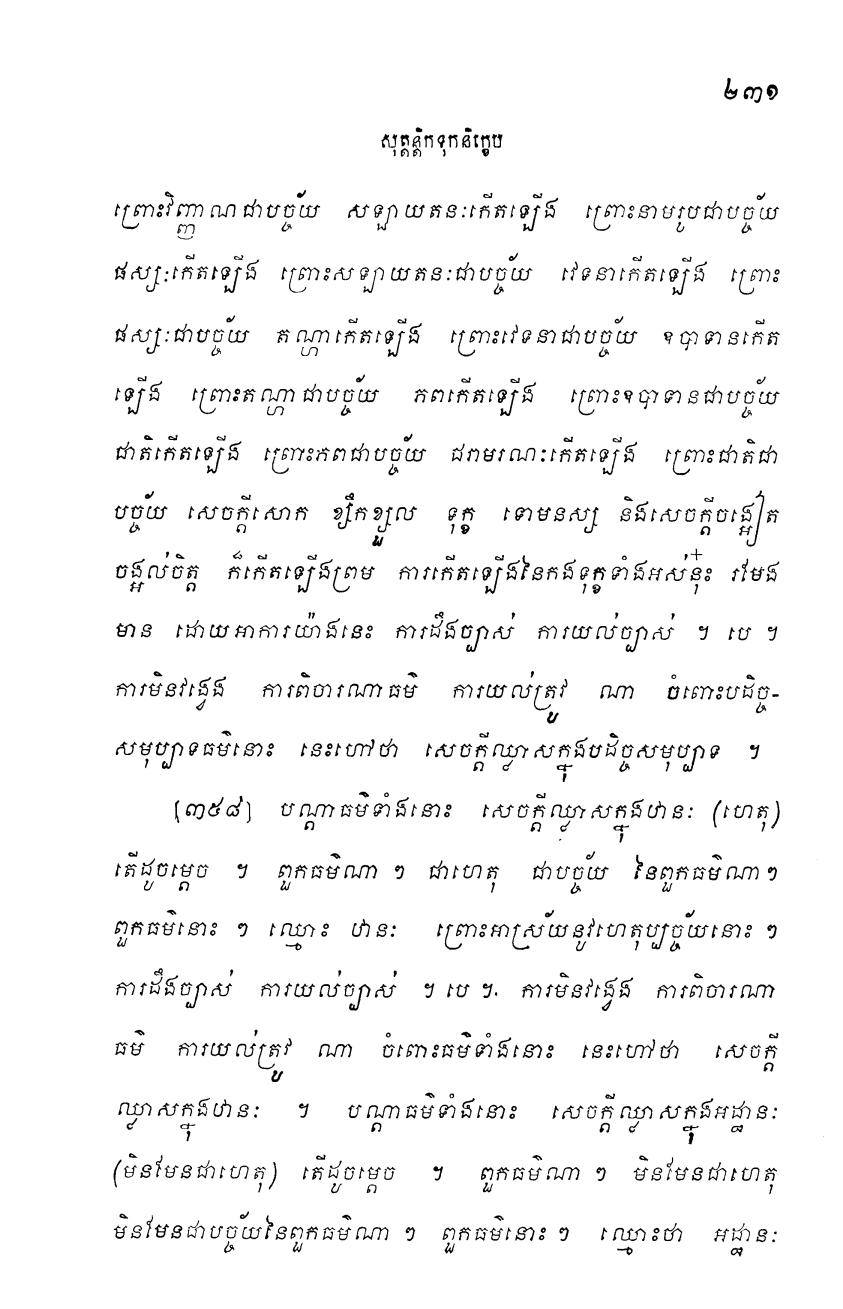 ២៣១
សុត្តន្តិកទុកនិក្ខេប
ព្រោះវិញ្ញាណជាបច្ច័យ សឡាយតនៈកើតឡើង ព្រោះនាមរូបជាបច្ច័យ
ផស្សៈកើតឡើង ព្រោះសឡាយតនៈជាបច្ច័យ វេទនាកើតឡើង ព្រោះ
ផស្សៈជាបច្ច័យ តណ្ហាកើតឡើង ព្រោះវេទនាជាបច្ច័យ ឧបាទានកើត
ឡើង ព្រោះតណ្ហាជាបច្ច័យ ភពកើតឡើង ព្រោះឧបាទានជាបច្ច័យ
ជាតិកើតឡើង ព្រោះភពជាបច្ច័យ ជរាមរណៈកើតឡើង ព្រោះជាតិជា
បច្ច័យ សេចក្តីសោក ខ្សឹកខ្សួល ទុក្ខ ទោមនស្ស និងសេចក្តីចង្អៀត
ចង្អល់ចិត្ត ក៏កើតឡើងព្រម ការកើតឡើងនៃកងទុក្ខទាំងអស់នុ៎ះ រមែង
មាន ដោយអាការយ៉ាងនេះ ការដឹងច្បាស់ ការយល់ច្បាស់ ។ បេ ។
ការមិនវង្វេង ការពិចារណាធម៌ ការយល់ត្រូវ ណា ចំពោះបដិច្ច-
សមុប្បាទធម៌នោះ នេះហៅថា សេចក្តីឈ្លាសក្នុងបដិច្ចសមុប្បាទ ។
[៣៥៨] បណ្តាធម៌ទាំងនោះ សេចក្តីឈ្លាសក្នុងឋានៈ (ហេតុ)
តើដូចម្តេច ។ ពួកធម៌ណា ៗ ជាហេតុ ជាបច្ច័យ នៃពួកធម៌ណាៗ
ពួកធម៌នោះ ៗ ឈ្មោះ ឋានៈ ព្រោះអាស្រ័យនូវហេតុប្បច្ច័យនោះ ៗ
ការដឹងច្បាស់ ការយល់ច្បាស់ ។ បេ ។ ការមិនវង្វេង ការពិចារណា
ធម៌ ការយល់ត្រូវ ណា ចំពោះធម៌ទាំងនោះ នេះហៅថា សេចក្តី
ឈ្លាសក្នុងឋានៈ ។ បណ្តាធម៌ទាំងនោះ សេចក្តីឈ្លាសក្នុងអដ្ឋានៈ
(មិនមែនជាហេតុ) តើដូចម្តេច ។ ពួកធម៌ណា ៗ មិនមែនជាហេតុ
មិនមែនជាបច្ច័យនៃពួកធម៌ណា ៗ ពួកធម៌នោះ ៗ ឈ្មោះថា អដ្ឋានៈ